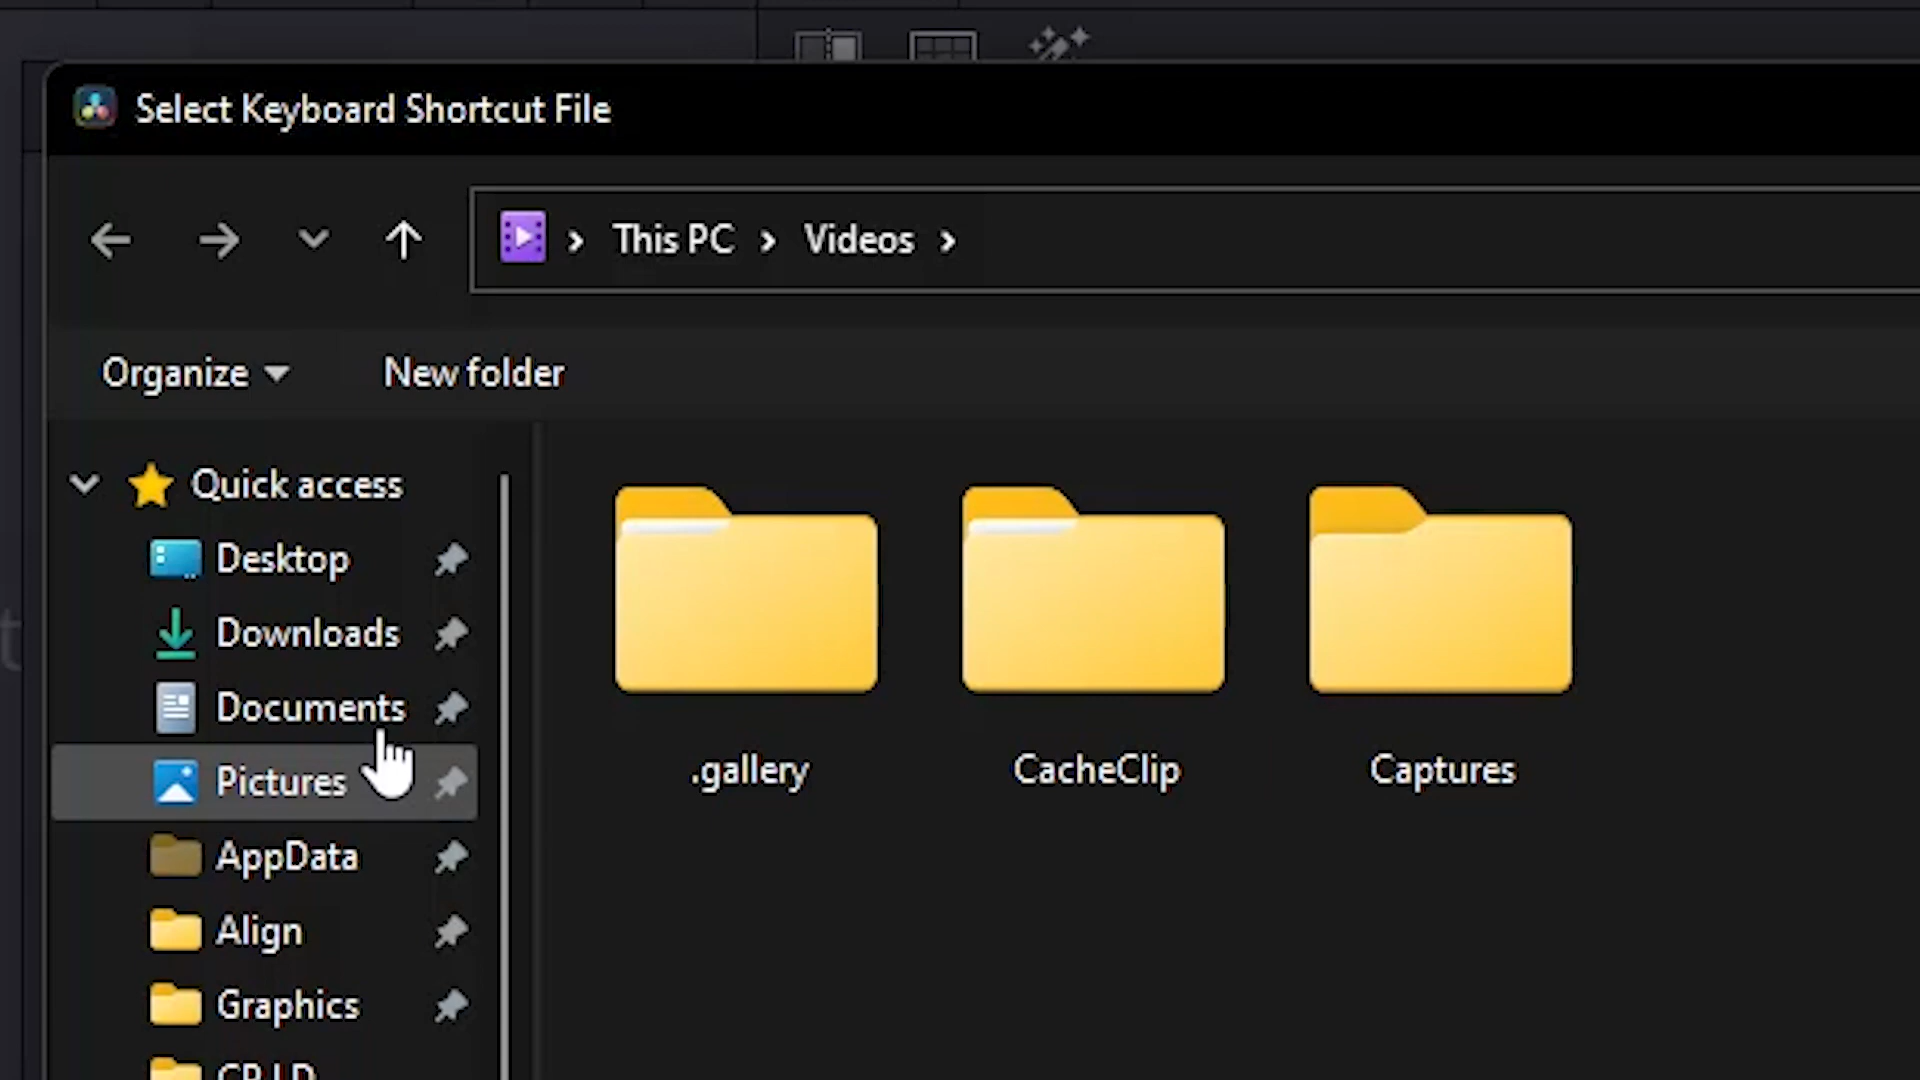 Select Keyboard Shortcut File
This PC > Videos >
Organize
New folder
Quick access
Desktop
Downloads
Documents
Pictures
AppData
Align
Graphics
.gallery
CacheClip
Captures